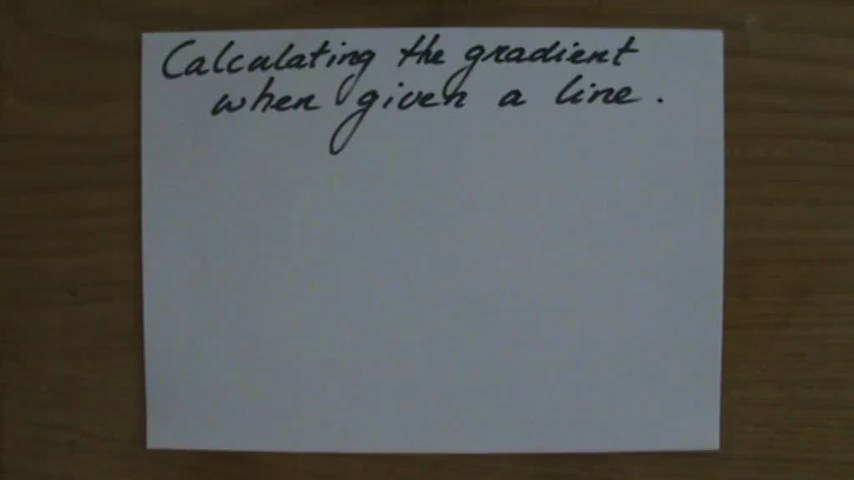 Calculating the gradient
when given a line.